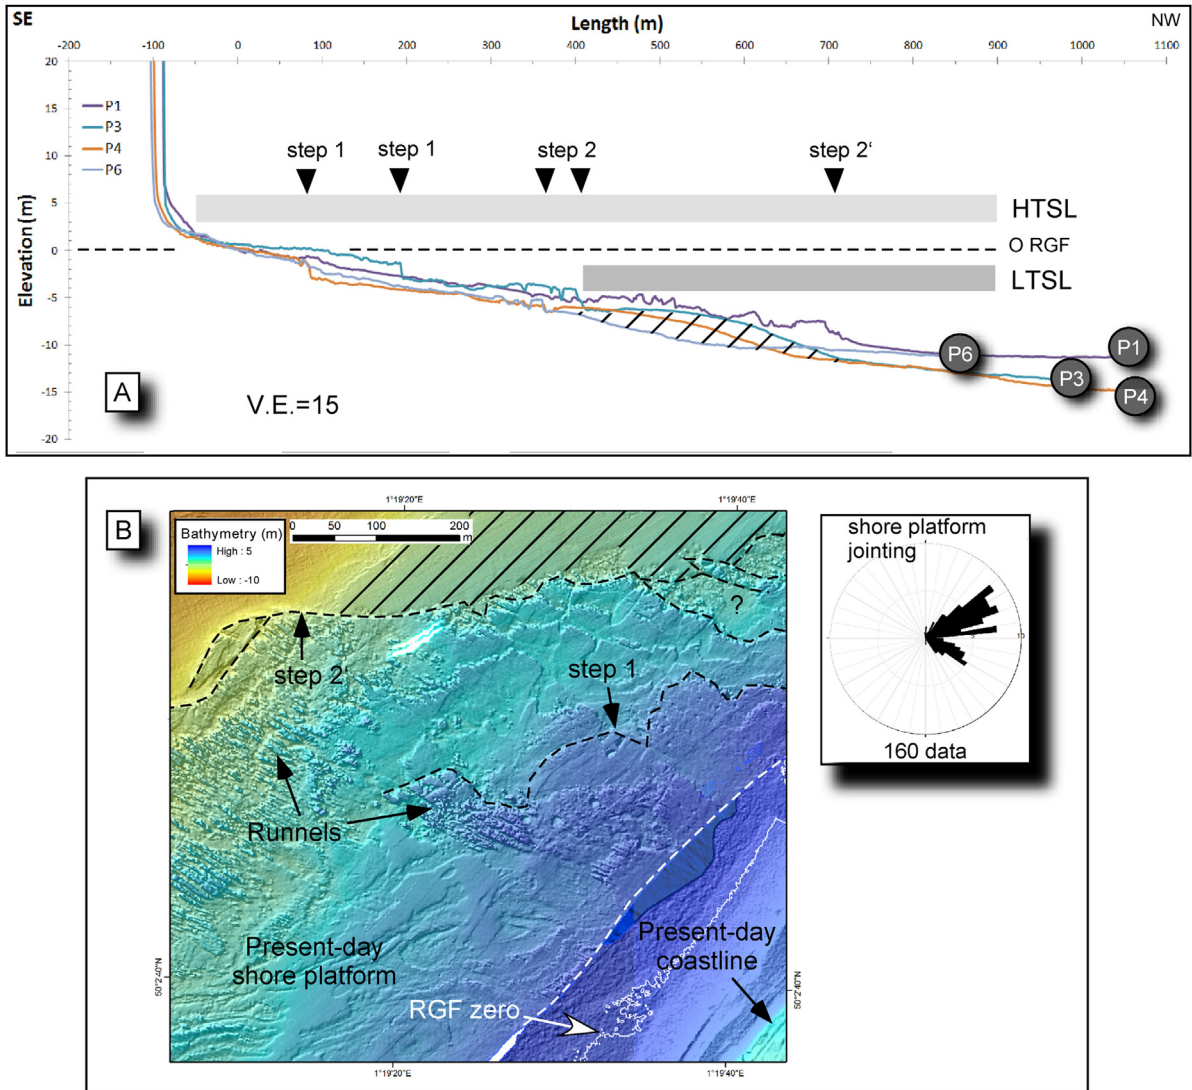 SE
Length (m)
NW
-200 -100 0 100 200 300 400 500 600 700 800 900 1000 1100
20
15
10
5
0
-5
-10
-15
-20
Elevation (m)
P1
P3
P4
P6
step 1
step 1
step 2
step 2‘
HTSL
O RGF
LTSL
P6
P1
P3
P4
A
V.E.=15
B
1°19'20"E
1°19'40"E
Bathymetry (m)
High : 5
Low : -10
0 50 100 200
m
?
step 2‘
step 1
Runnels
Present-day
shore platform
Present-day
coastline
RGF zero
50°2'40"N
50°2'40"N
1°19'20"E
1°19'40"E
shore platform
jointing
5 10
160 data